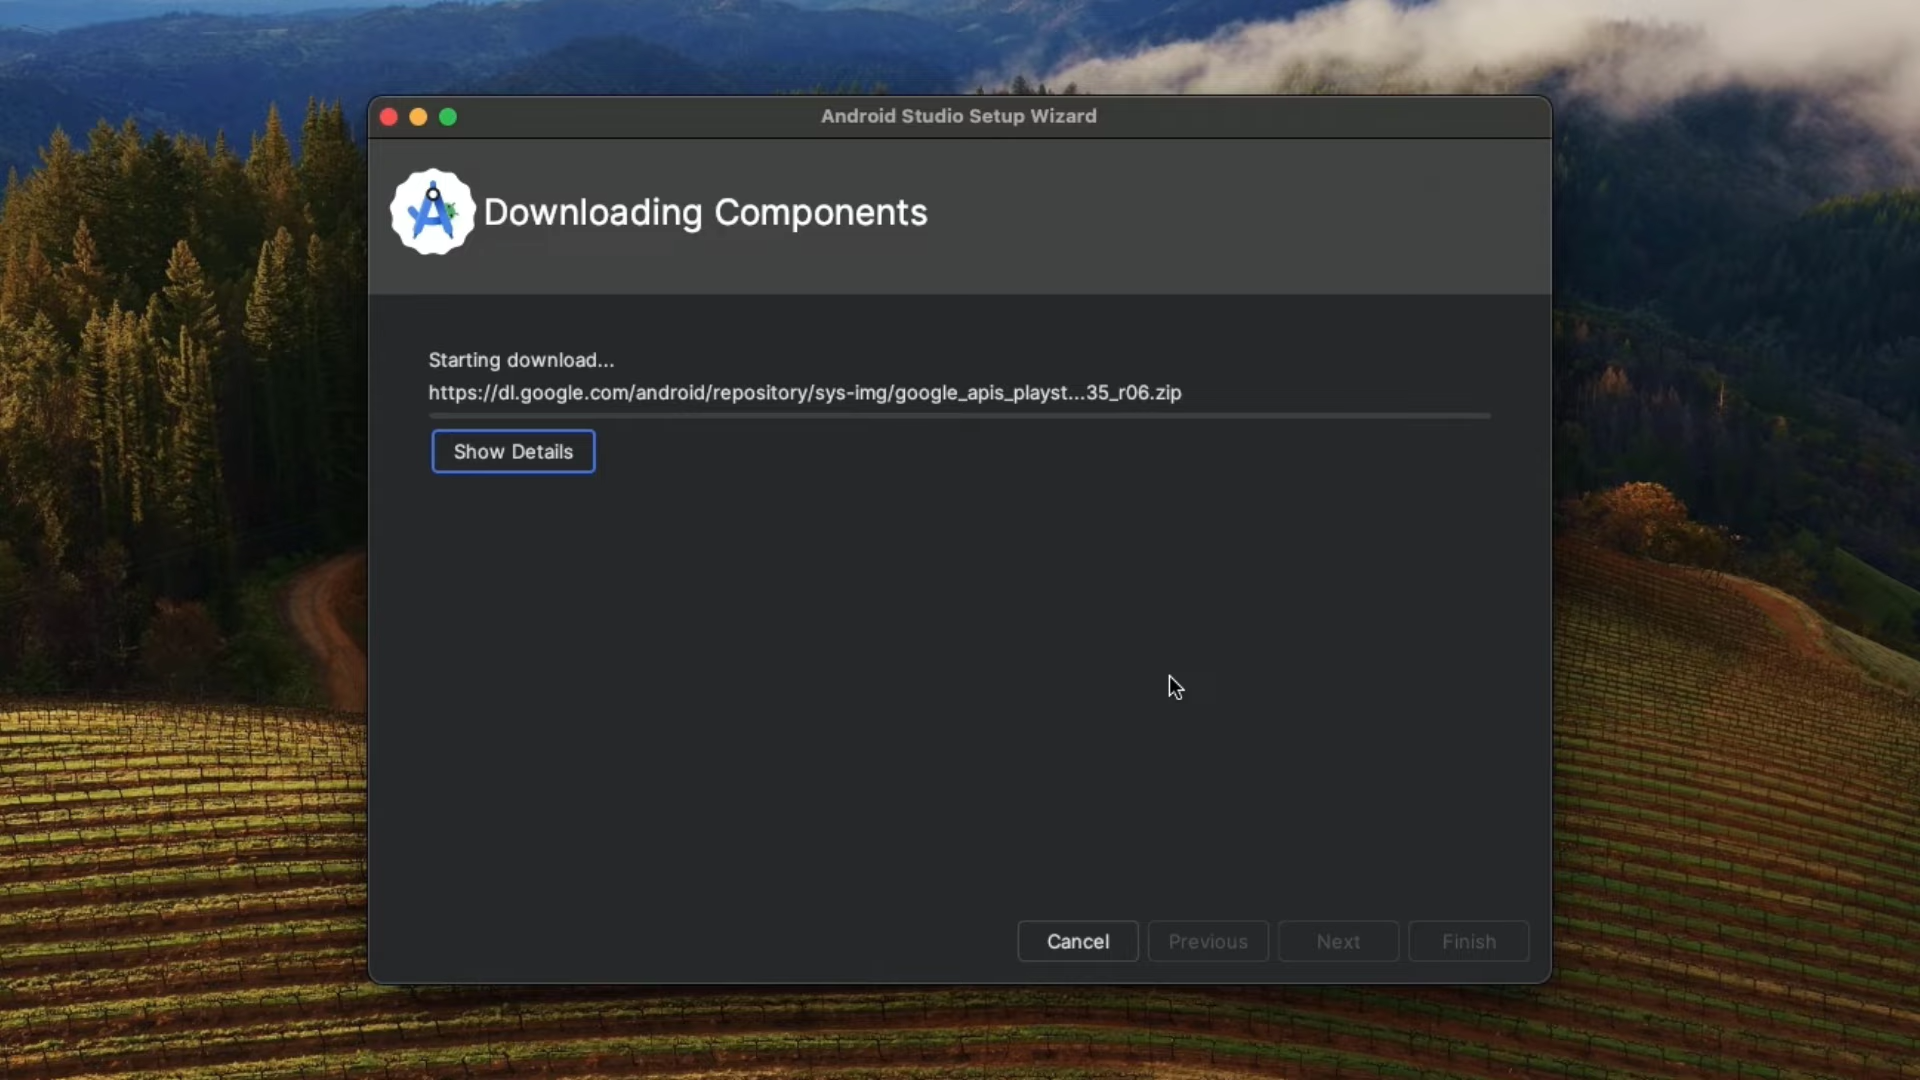 Android Studio Setup Wizard
Downloading Components
Starting download...
https://dl.google.com/android/repository/sys-img/google_apis_playst...35_r06.zip
Show Details
Cancel
Previous
Next
Finish